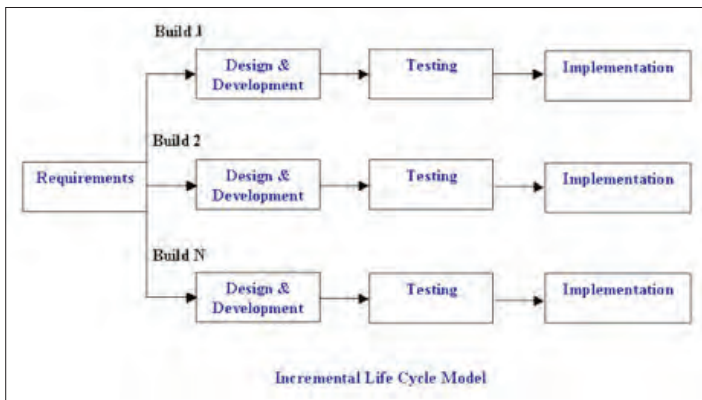 Build 1
Design &
Development
Testing
Implementation
Build 2
Requirements
Design &
Development
Testing
Implementation
Build N
Design &
Development
Testing
Implementation
Incremental Life Cycle Model